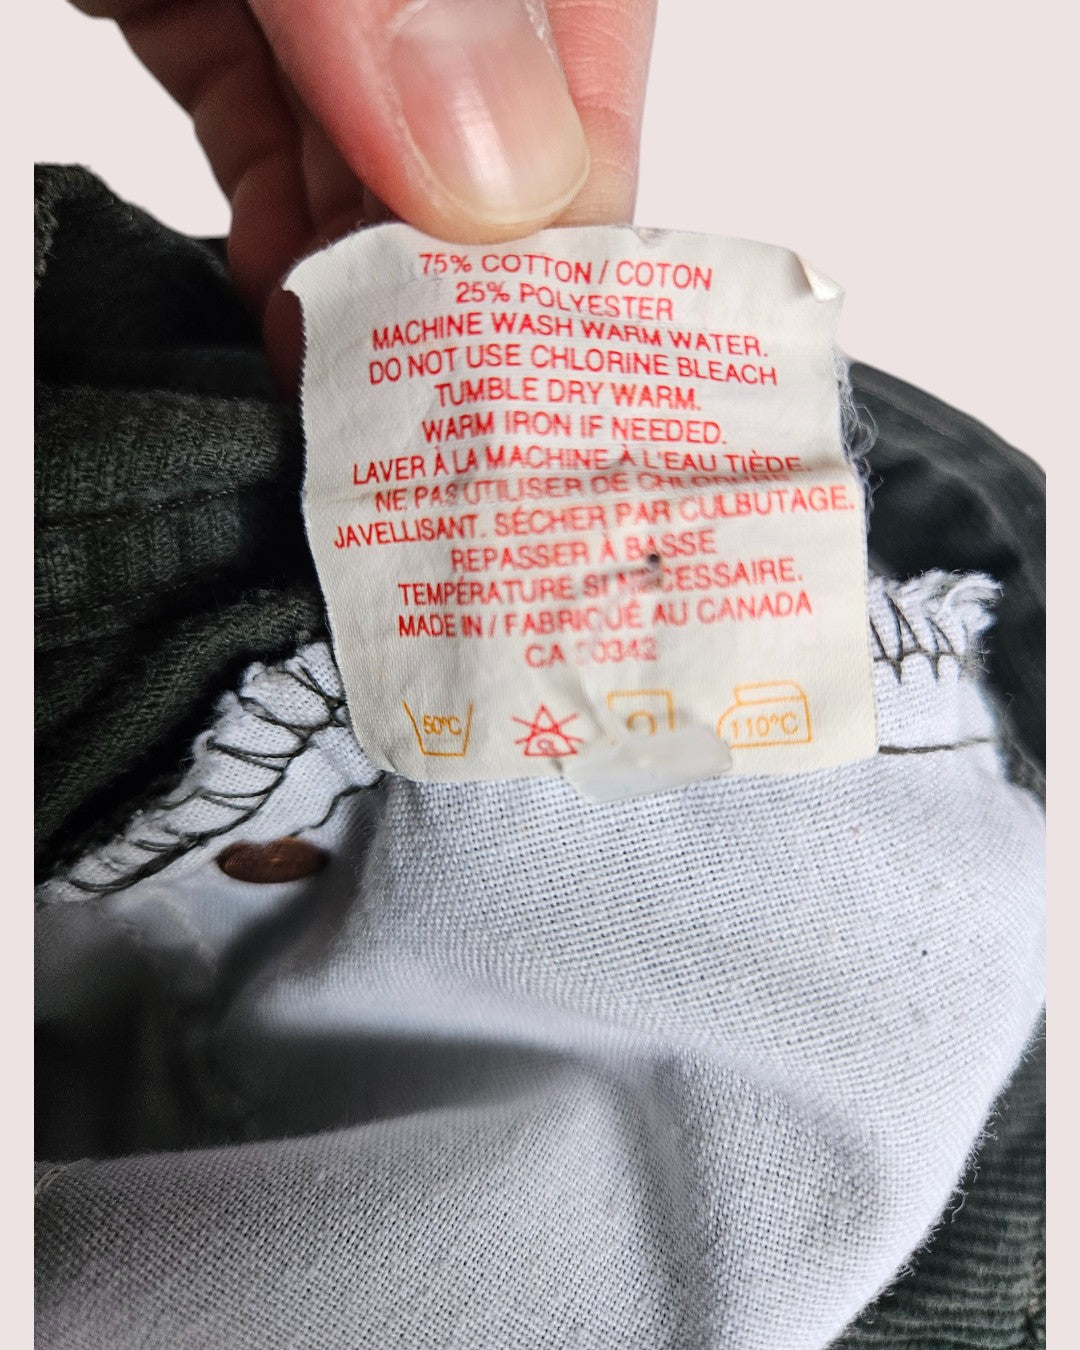 75% COTTON / COTON
25% POLYESTER
MACHINE WASH WARM WATER.
DO NOT USE CHLORINE BLEACH
TUMBLE DRY WARM.
WARM IRON IF NEEDED.
LAVER À LA MACHINE À L'EAU TIÈDE.
NE PAS UTILISER DE
JAVELLISANT. SÉCHER PAR CULBUTAGE.
REPASSER À BASSE
TEMPÉRATURE SI NÉCESSAIRE.
MADE IN / FABRIQUÉ AU CANADA
CA
50°C
110°C